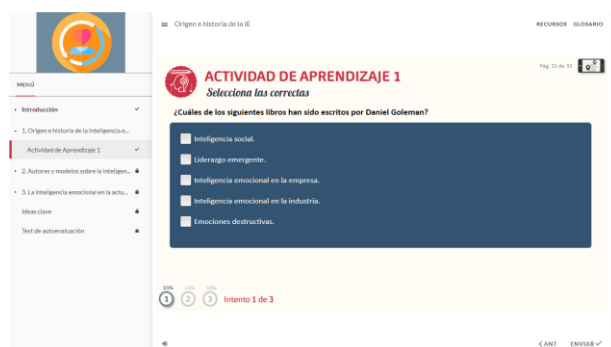 Origen e historia de la IE
RECURSOS GLOSARIO
MENÚ
Introducción
1. Origen e historia de la inteligencia e...
Actividad de Aprendizaje 1
2. Autores y modelos sobre la inteligen...
3. La inteligencia emocional en la actu...
Ideas clave
Test de autoevaluación
Pág. 22 de 31
ACTIVIDAD DE APRENDIZAJE 1
Selecciona las correctas
¿Cuáles de los siguientes libros han sido escritos por Daniel Goleman?
Inteligencia social.
Liderazgo emergente.
Inteligencia emocional en la empresa.
Inteligencia emocional en la industria.
Emociones destructivas.
1 2 3 Intento 1 de 3
ANT ENVIAR